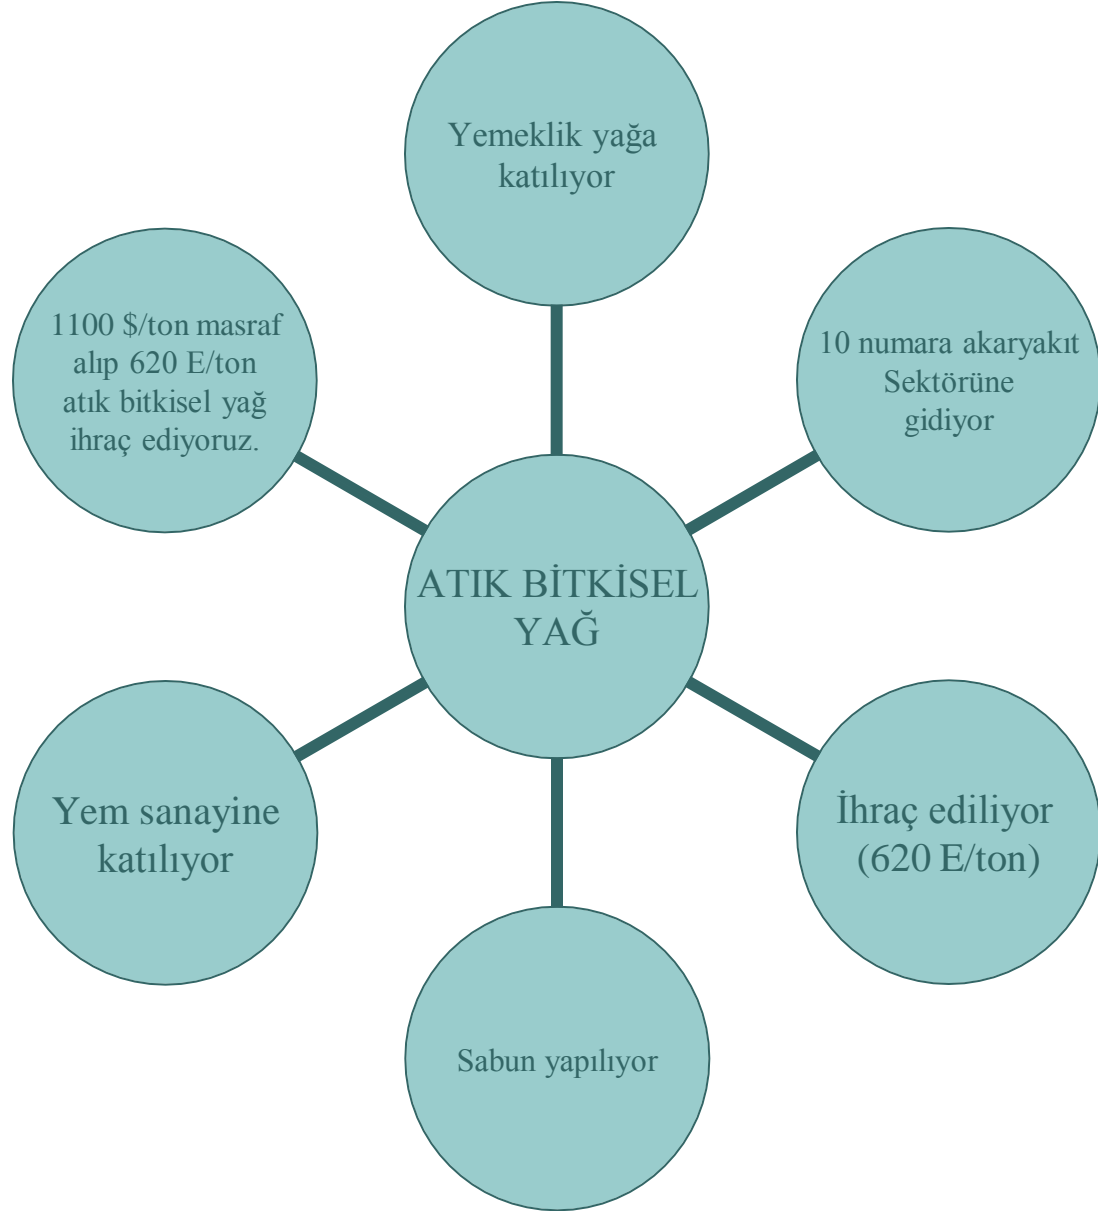 Yemeklik yağa
katılıyor
1100 $/ton masraf
alıp 620 E/ton
atık bitkisel yağ
ihraç ediyoruz.
10 numara akaryakıt
Sektörüne
gidiyor
ATIK BİTKİSEL
YAĞ
Yem sanayine
katılıyor
İhraç ediliyor
(620 E/ton)
Sabun yapılıyor